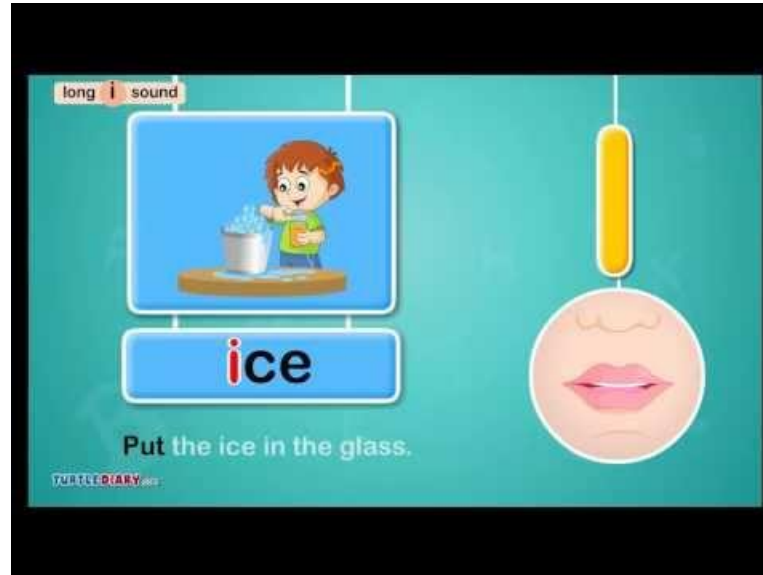 long i sound
I
ice
Put the ice in the glass.
TURTLEDIARY